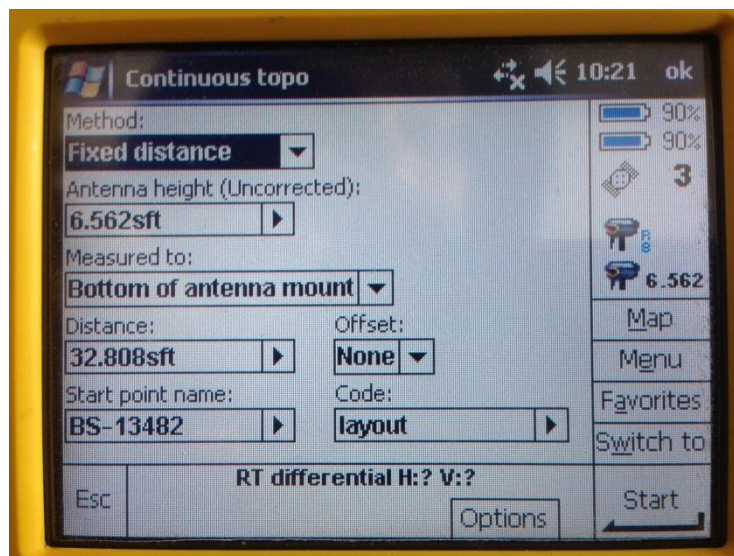 Continuous topo 10:21 ok
Method:
90%
Fixed distance
90%
Antenna height (Uncorrected):
3
6.562sft
Measured to:
R8
Bottom of antenna mount
6.562
Distance: Offset:
Map
32.808sft None
Menu
Start point name: Code:
Favorites
BS-13482 layout
Switch to
RT differential H:? V:?
Esc
Options
Start